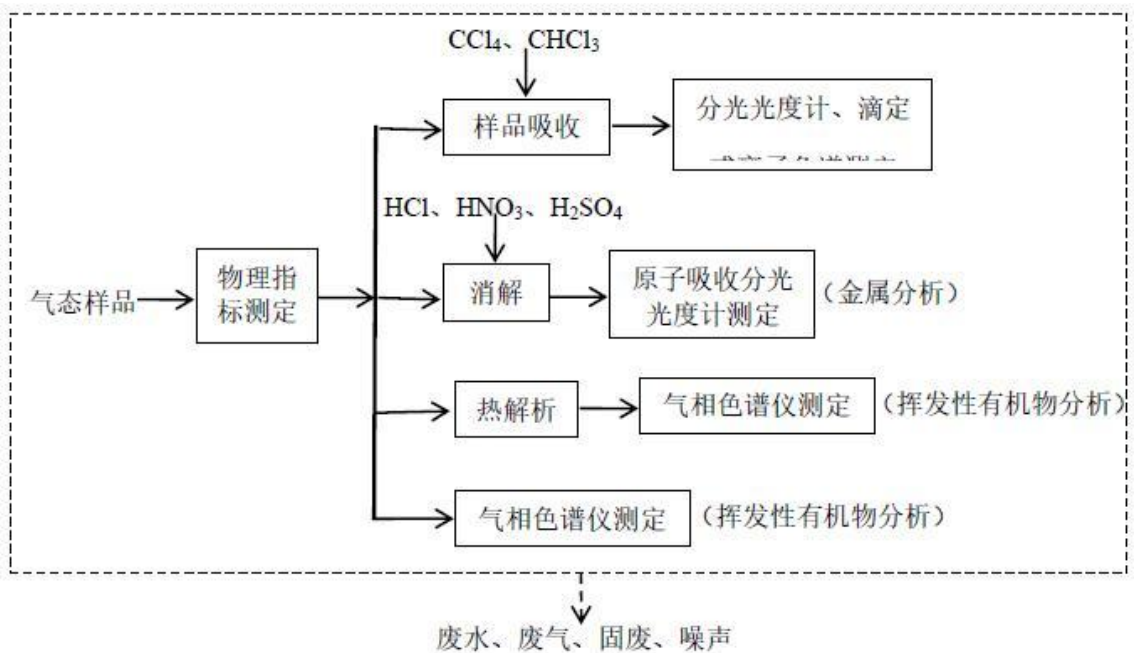 CCl₄、CHCl₃
样品吸收
分光光度计、滴定
HCl、HNO₃、H₂SO₄
气态样品
物理指
标测定
消解
原子吸收分光
光度计测定
（金属分析）
热解析
气相色谱仪测定
（挥发性有机物分析）
气相色谱仪测定
（挥发性有机物分析）
废水、废气、固废、噪声